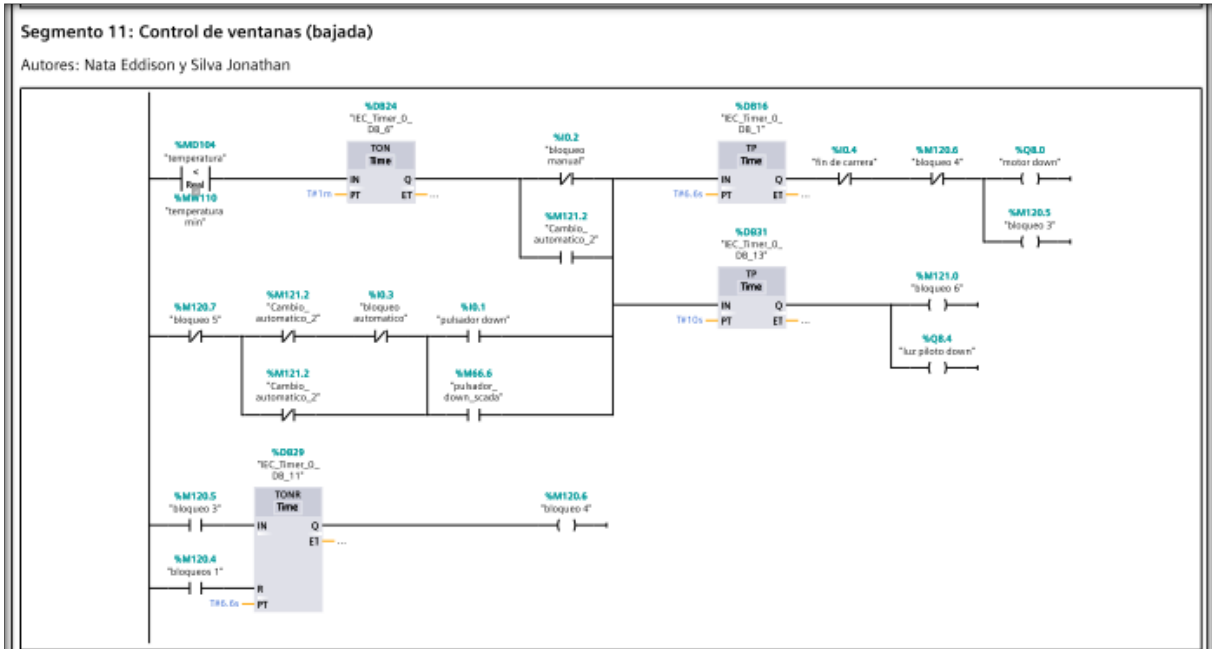 Segmento 11: Control de ventanas (bajada)
Autores: Nata Eddison y Silva Jonathan
%DB24
"IEC_Timer_0_
DB_6"
TON
Time
IN
Q
T#1m
PT
ET
...
%MD104
"temperatura"
<
Real
%MW110
"temperatura
min"
%I0.2
"bloqueo
manual"
%M121.2
"Cambio_
automatico_2"
%DB16
"IEC_Timer_0_
DB_1"
TP
Time
IN
Q
T#6.6s
PT
ET
...
%I0.4
"fin de carrera"
%M120.6
"bloqueo 4"
%Q8.0
"motor down"
%M120.5
"bloqueo 3"
%DB31
"IEC_Timer_0_
DB_13"
TP
Time
IN
Q
T#10s
PT
ET
...
%M121.0
"bloqueo 6"
%Q8.4
"luz piloto down"
%M120.7
"bloqueo 5"
%M121.2
"Cambio_
automatico_2"
%I0.3
"bloqueo
automatico"
%I0.1
"pulsador down"
%M121.2
"Cambio_
automatico_2"
%M66.6
"pulsador_
down_scada"
%DB29
"IEC_Timer_0_
DB_11"
TONR
Time
%M120.5
"bloqueo 3"
IN
Q
ET
...
%M120.4
"bloqueos 1"
R
T#6.6s
PT
%M120.6
"bloqueo 4"